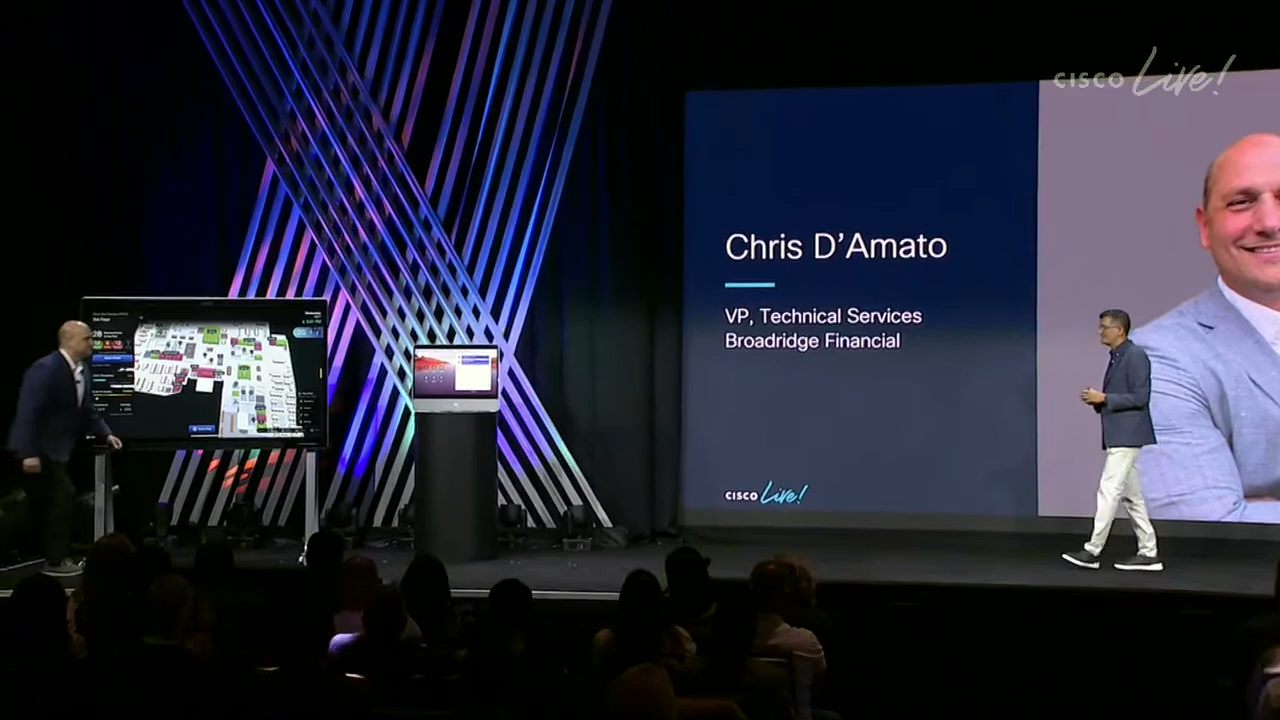 CISCO Live!
Chris D'Amato
VP, Technical Services
Broadridge Financial
CISCO Live!